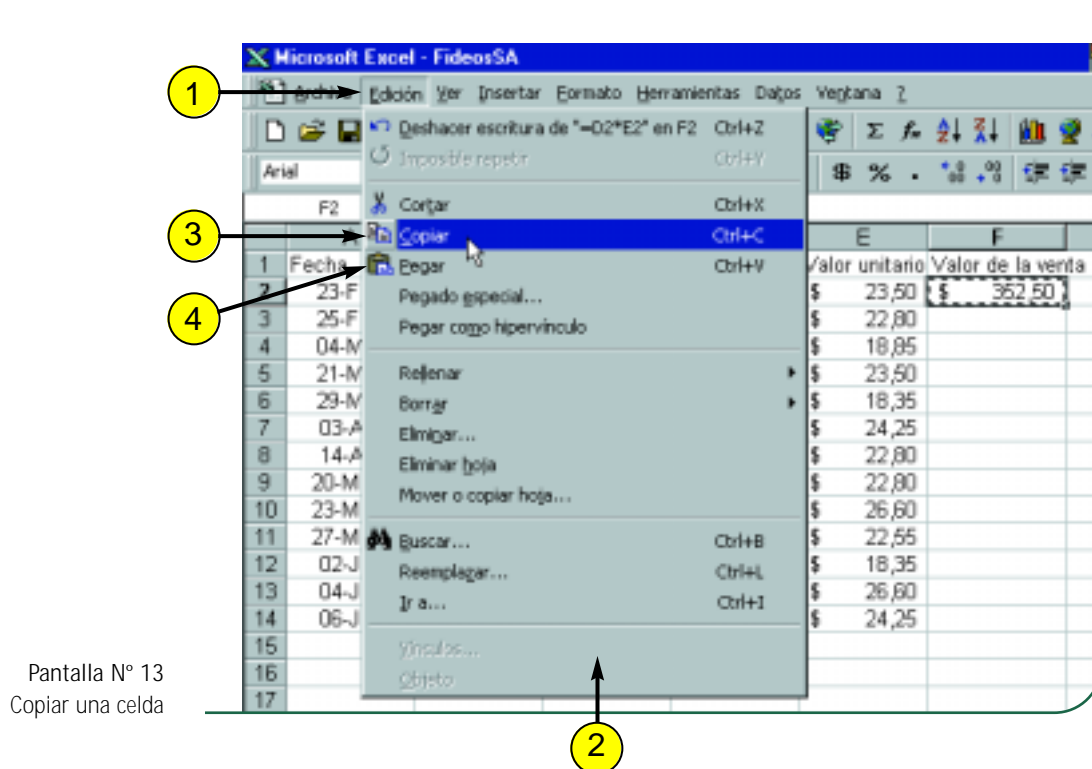 Microsoft Excel - FideosSA
1
Archivo Edición Ver Insertar Formato Herramientas Datos Ventana ?
Deshacer escritura de "=D2*E2" en F2 Ctrl+Z
Imposible repetir Ctrl+Y
Arial
$ %
F2
Cortar Ctrl+X
3
Copiar Ctrl+C
Pegar Ctrl+V
4
Pegado especial...
Pegar como hipervínculo
Rellenar
Borrar
Eliminar...
Eliminar hoja
Mover o copiar hoja...
Buscar... Ctrl+B
Reemplazar... Ctrl+L
Ir a... Ctrl+I
Vínculos...
Objeto
E F
1 Fecha Valor unitario Valor de la venta
2 23-F $ 23,50 $ 352,50
3 25-F $ 22,80
4 04-M $ 18,85
5 21-M $ 23,50
6 29-M $ 18,35
7 03-A $ 24,25
8 14-A $ 22,80
9 20-M $ 22,80
10 23-M $ 26,60
11 27-M $ 22,55
12 02-J $ 18,35
13 04-J $ 26,60
14 06-J $ 24,25
15
16
17
Pantalla Nº 13
Copiar una celda
2